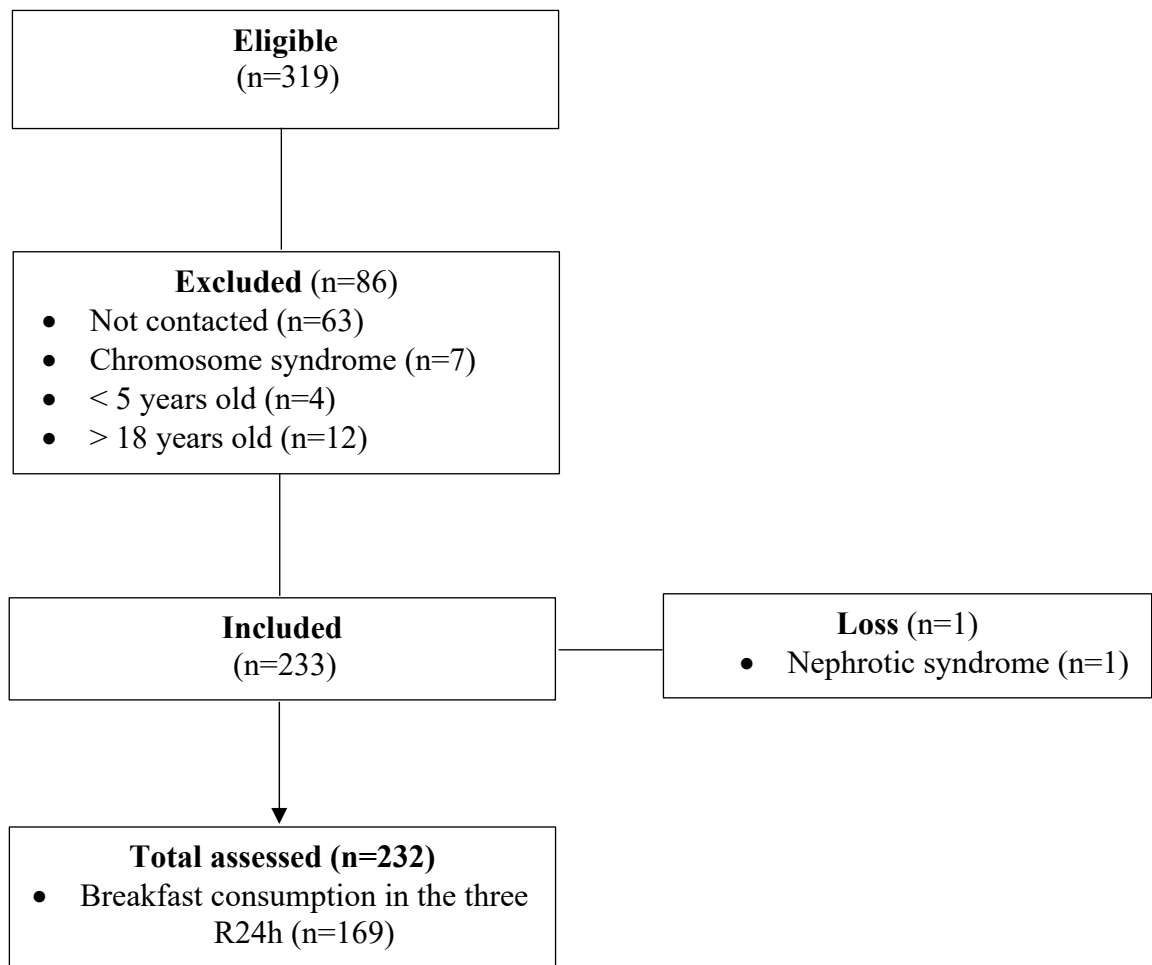 Eligible
(n=319)
Excluded (n=86)
• Not contacted (n=63)
• Chromosome syndrome (n=7)
• < 5 years old (n=4)
• > 18 years old (n=12)
Included
(n=233)
Loss (n=1)
• Nephrotic syndrome (n=1)
Total assessed (n=232)
• Breakfast consumption in the three
R24h (n=169)